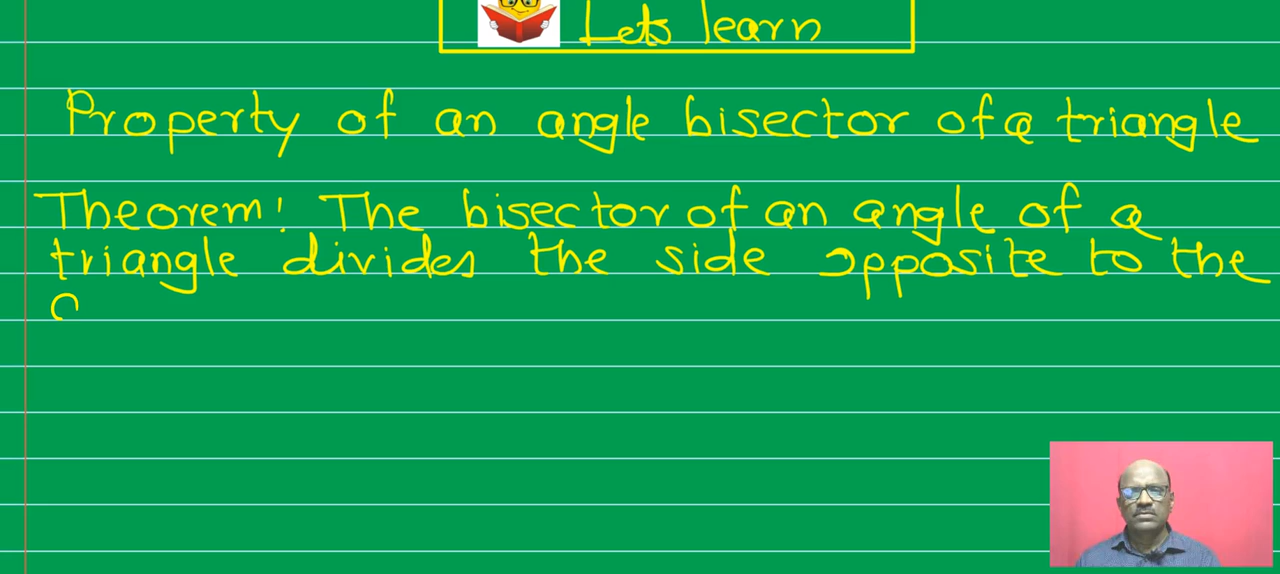 Lets learn
Property of an angle bisector of a triangle
Theorem! The bisector of an angle of a
triangle divides the side opposite to the